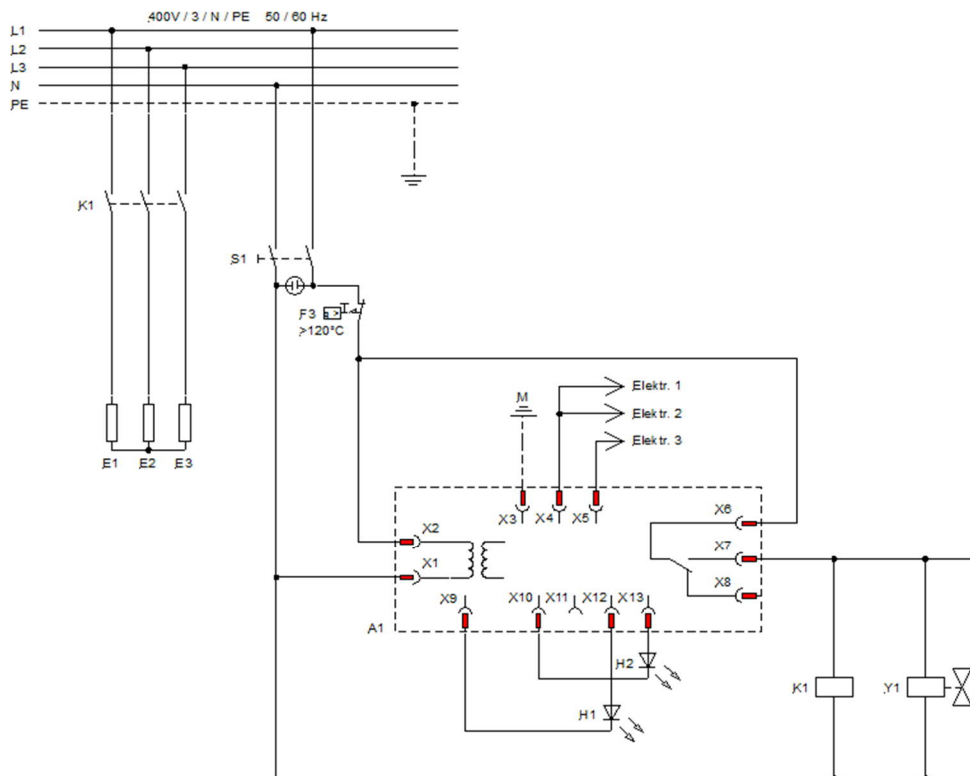 400V / 3 / N / PE 50 / 60 Hz
L1
L2
L3
N
PE
K1
S1
F3
>120°C
E1 E2 E3
M
Elektr. 1
Elektr. 2
Elektr. 3
X3 X4 X5
X6
X2
X7
X1
X8
X9 X10 X11 X12 X13
A1
H2
H1
K1
Y1